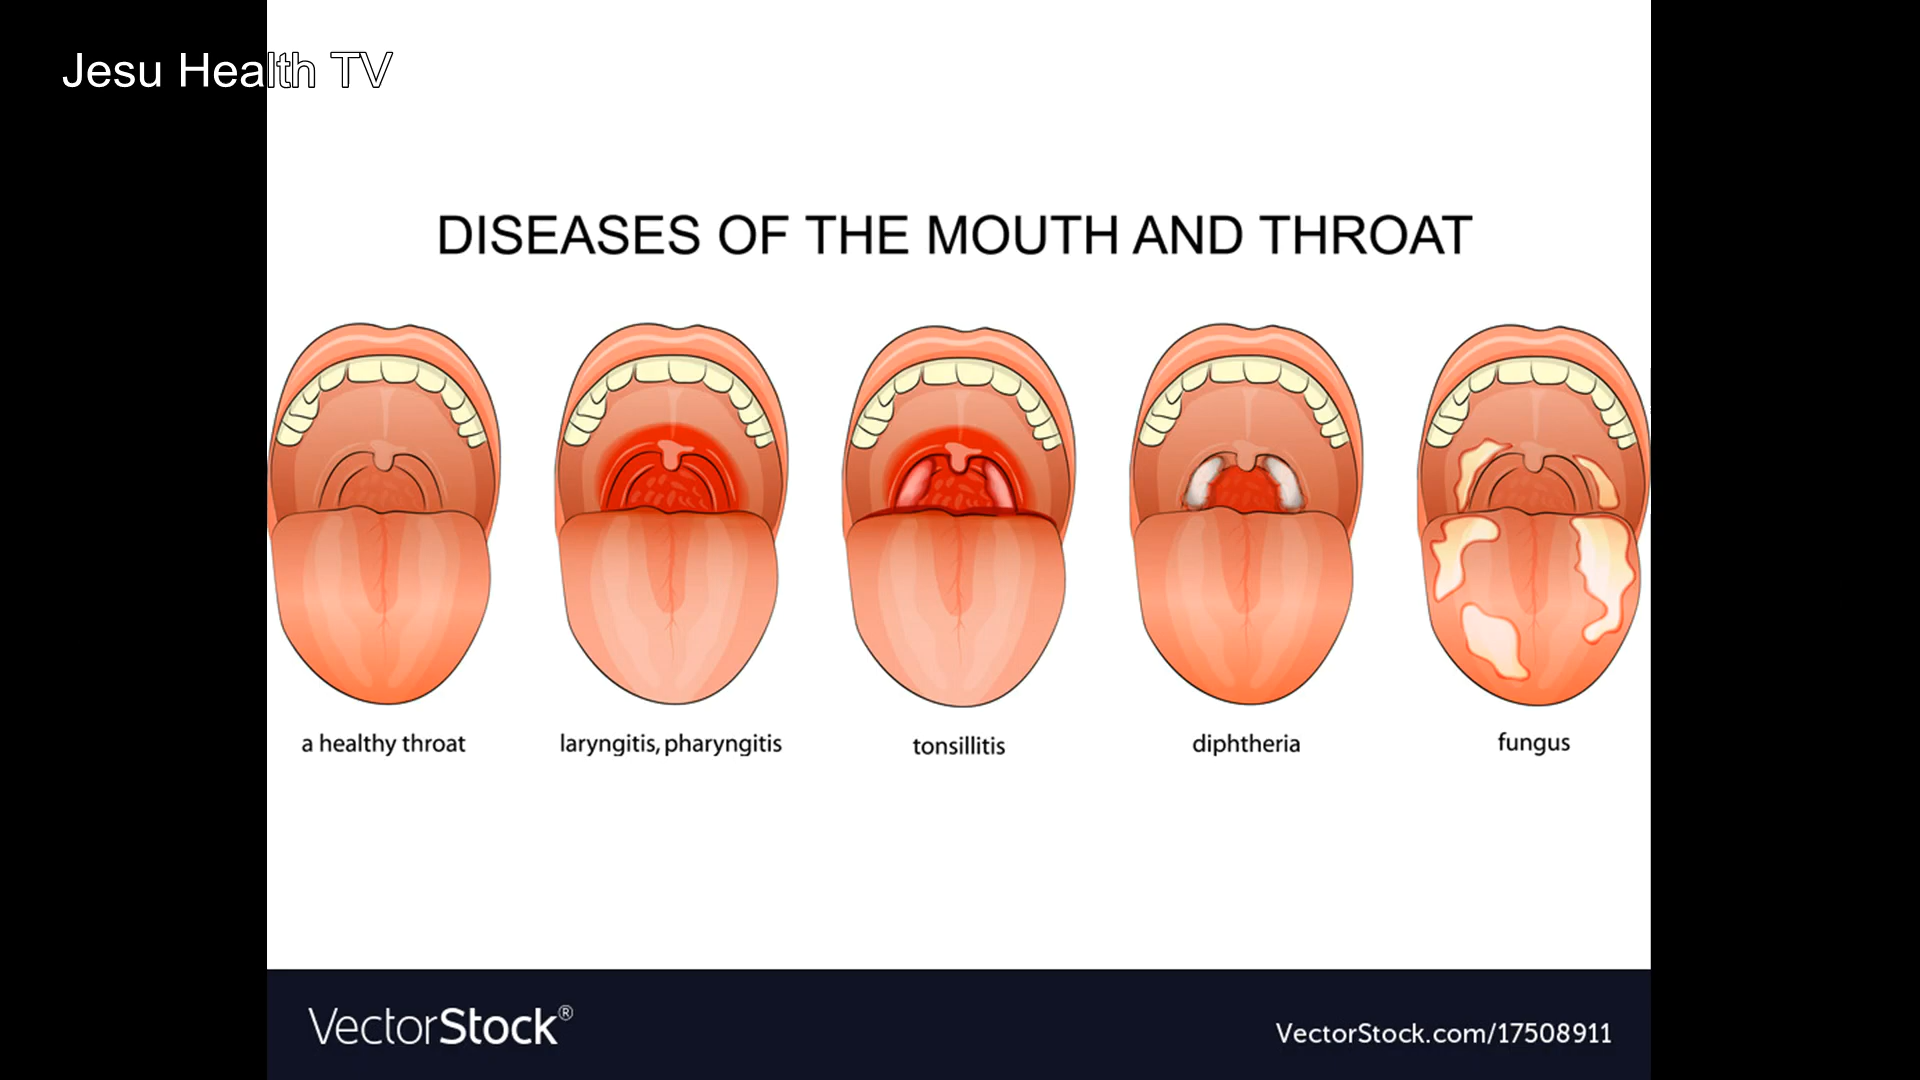 Jesu Health TV
DISEASES OF THE MOUTH AND THROAT
a healthy throat
laryngitis, pharyngitis
tonsillitis
diphtheria
fungus
VectorStock®
VectorStock.com/17508911